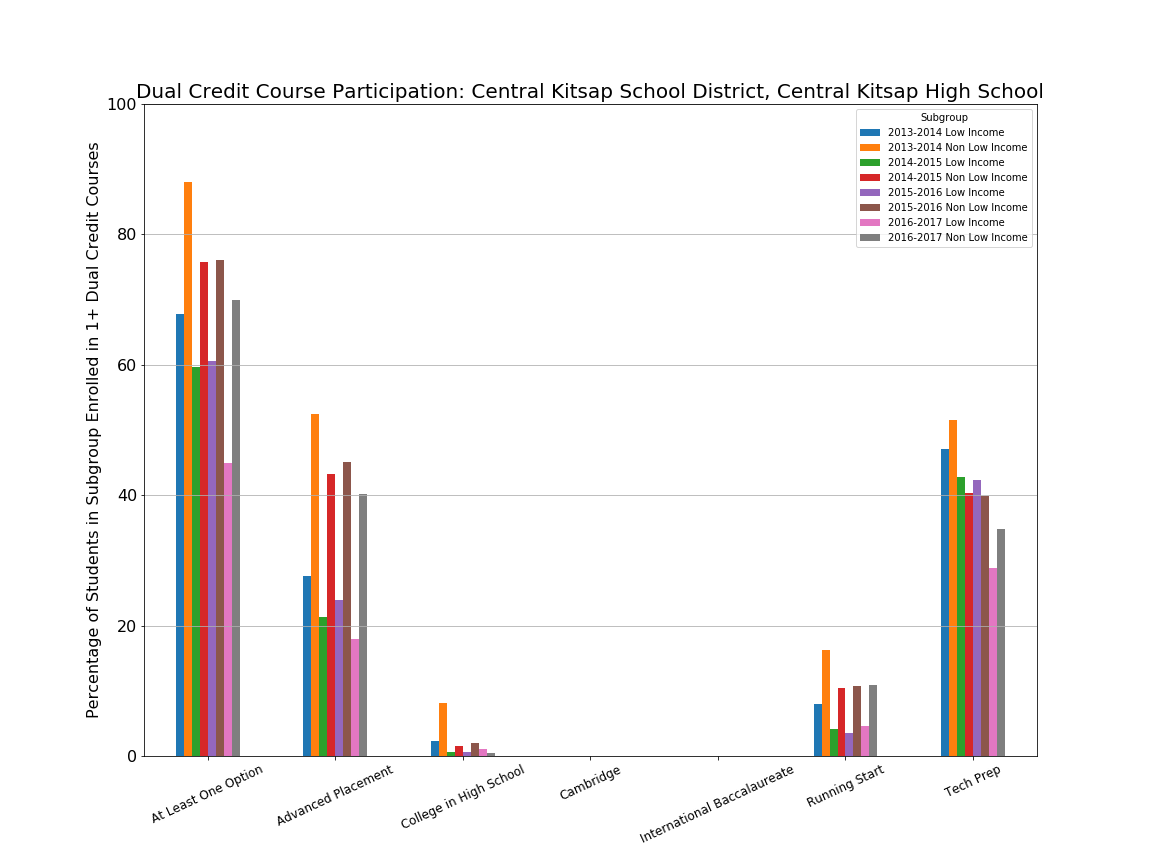 Dual Credit Course Participation: Central Kitsap School District, Central Kitsap High School
Percentage of Students in Subgroup Enrolled in 1+ Dual Credit Courses
100
80
60
40
20
0
Subgroup
2013-2014 Low Income
2013-2014 Non Low Income
2014-2015 Low Income
2014-2015 Non Low Income
2015-2016 Low Income
2015-2016 Non Low Income
2016-2017 Low Income
2016-2017 Non Low Income
At Least One Option
Advanced Placement
College in High School
Cambridge
International Baccalaureate
Running Start
Tech Prep